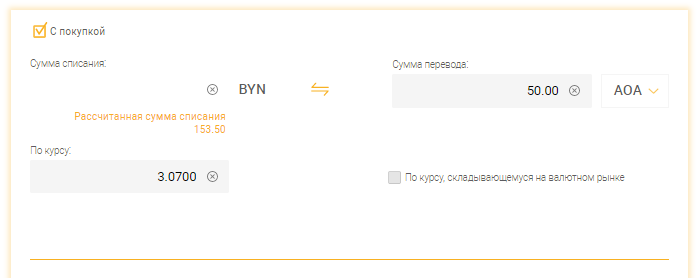 С покупкой
Сумма списания:
Сумма перевода:
BYN
50.00
AOA
Рассчитанная сумма списания
153.50
По курсу:
3.0700
По курсу, складывающемуся на валютном рынке